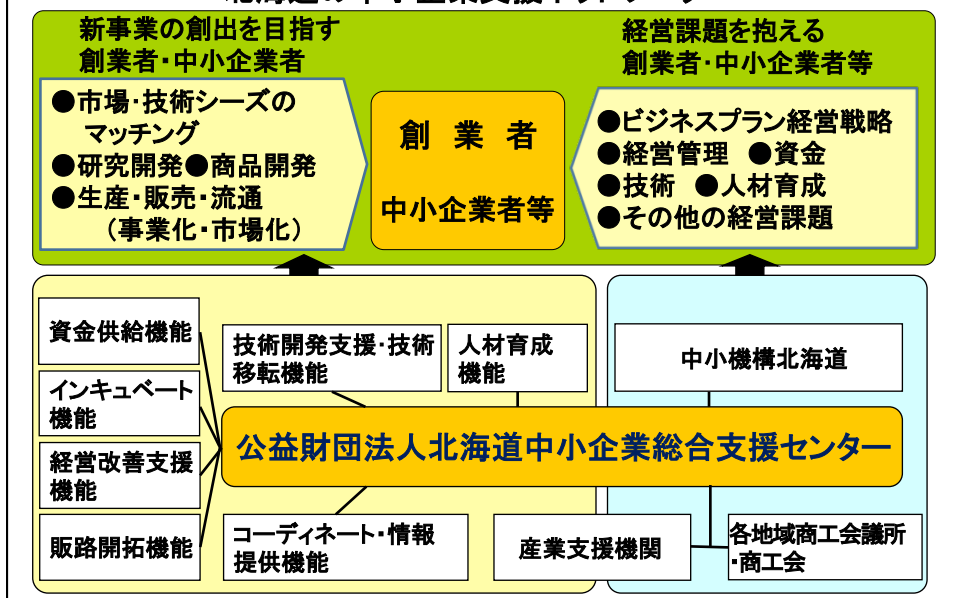 新事業の創出を目指す
創業者・中小企業者
経営課題を抱える
創業者・中小企業者等
●市場・技術シーズの
マッチング
●研究開発●商品開発
●生産・販売・流通
（事業化・市場化）
創 業 者
中小企業者等
●ビジネスプラン経営戦略
●経営管理 ●資金
●技術 ●人材育成
●その他の経営課題
資金供給機能
インキュベート
機能
経営改善支援
機能
販路開拓機能
技術開発支援・技術
移転機能
人材育成
機能
中小機構北海道
公益財団法人北海道中小企業総合支援センター
コーディネート・情報
提供機能
産業支援機関
各地域商工会議所
・商工会